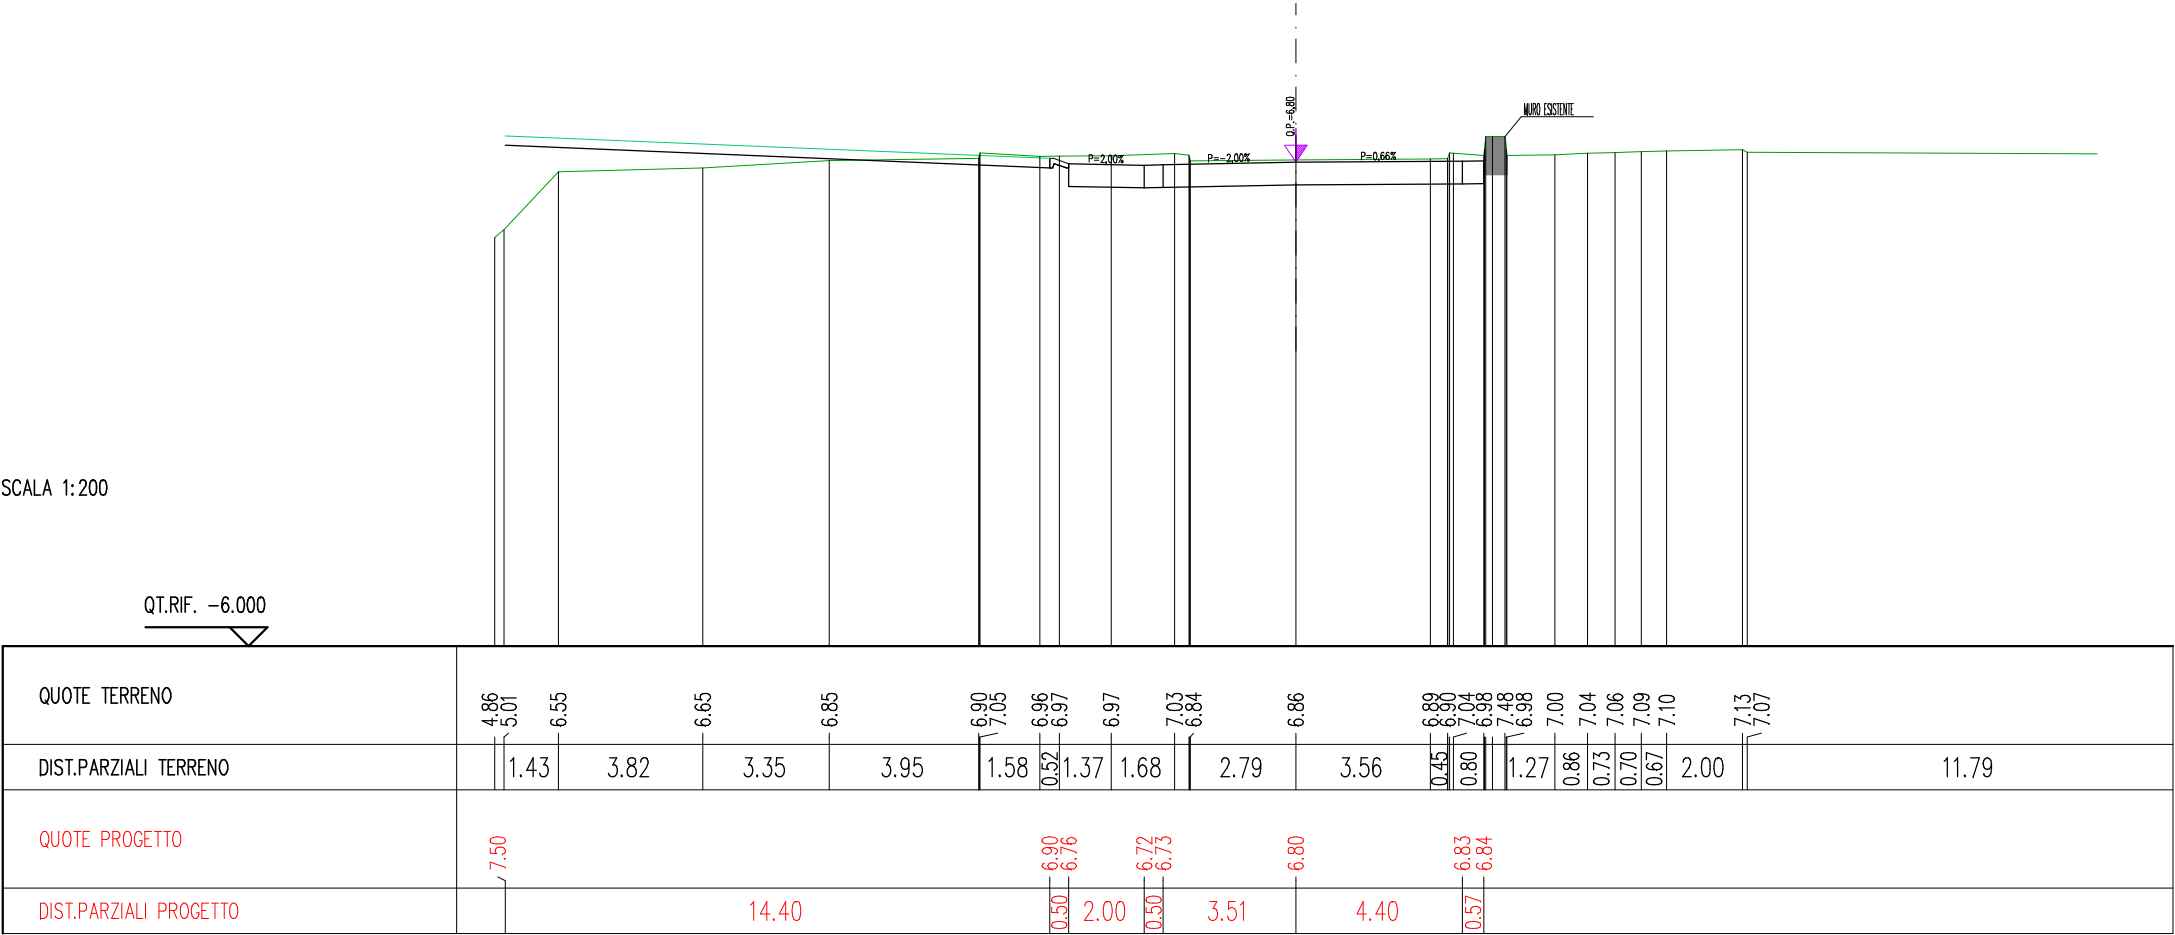 Q.P.=6,80
MURO ESISTENTE
P=2,00%
P=-2,00%
P=0,66%
SCALA 1:200
QT.RIF. -6.000
QUOTE TERRENO 4.86 5.01 6.55 6.65 6.85 6.90 7.05 6.96 6.97 6.97 7.03 6.84 6.86 6.89 6.90 7.04 6.98 7.48 6.98 7.00 7.04 7.06 7.09 7.10 7.13 7.07
DIST.PARZIALI TERRENO 1.43 3.82 3.35 3.95 1.58 0.52 1.37 1.68 2.79 3.56 0.45 0.80 1.27 0.86 0.73 0.70 0.67 2.00 11.79
QUOTE PROGETTO 7.50 6.90 6.76 6.72 6.73 6.80 6.83 6.84
DIST.PARZIALI PROGETTO 14.40 0.50 2.00 0.50 3.51 4.40 0.57